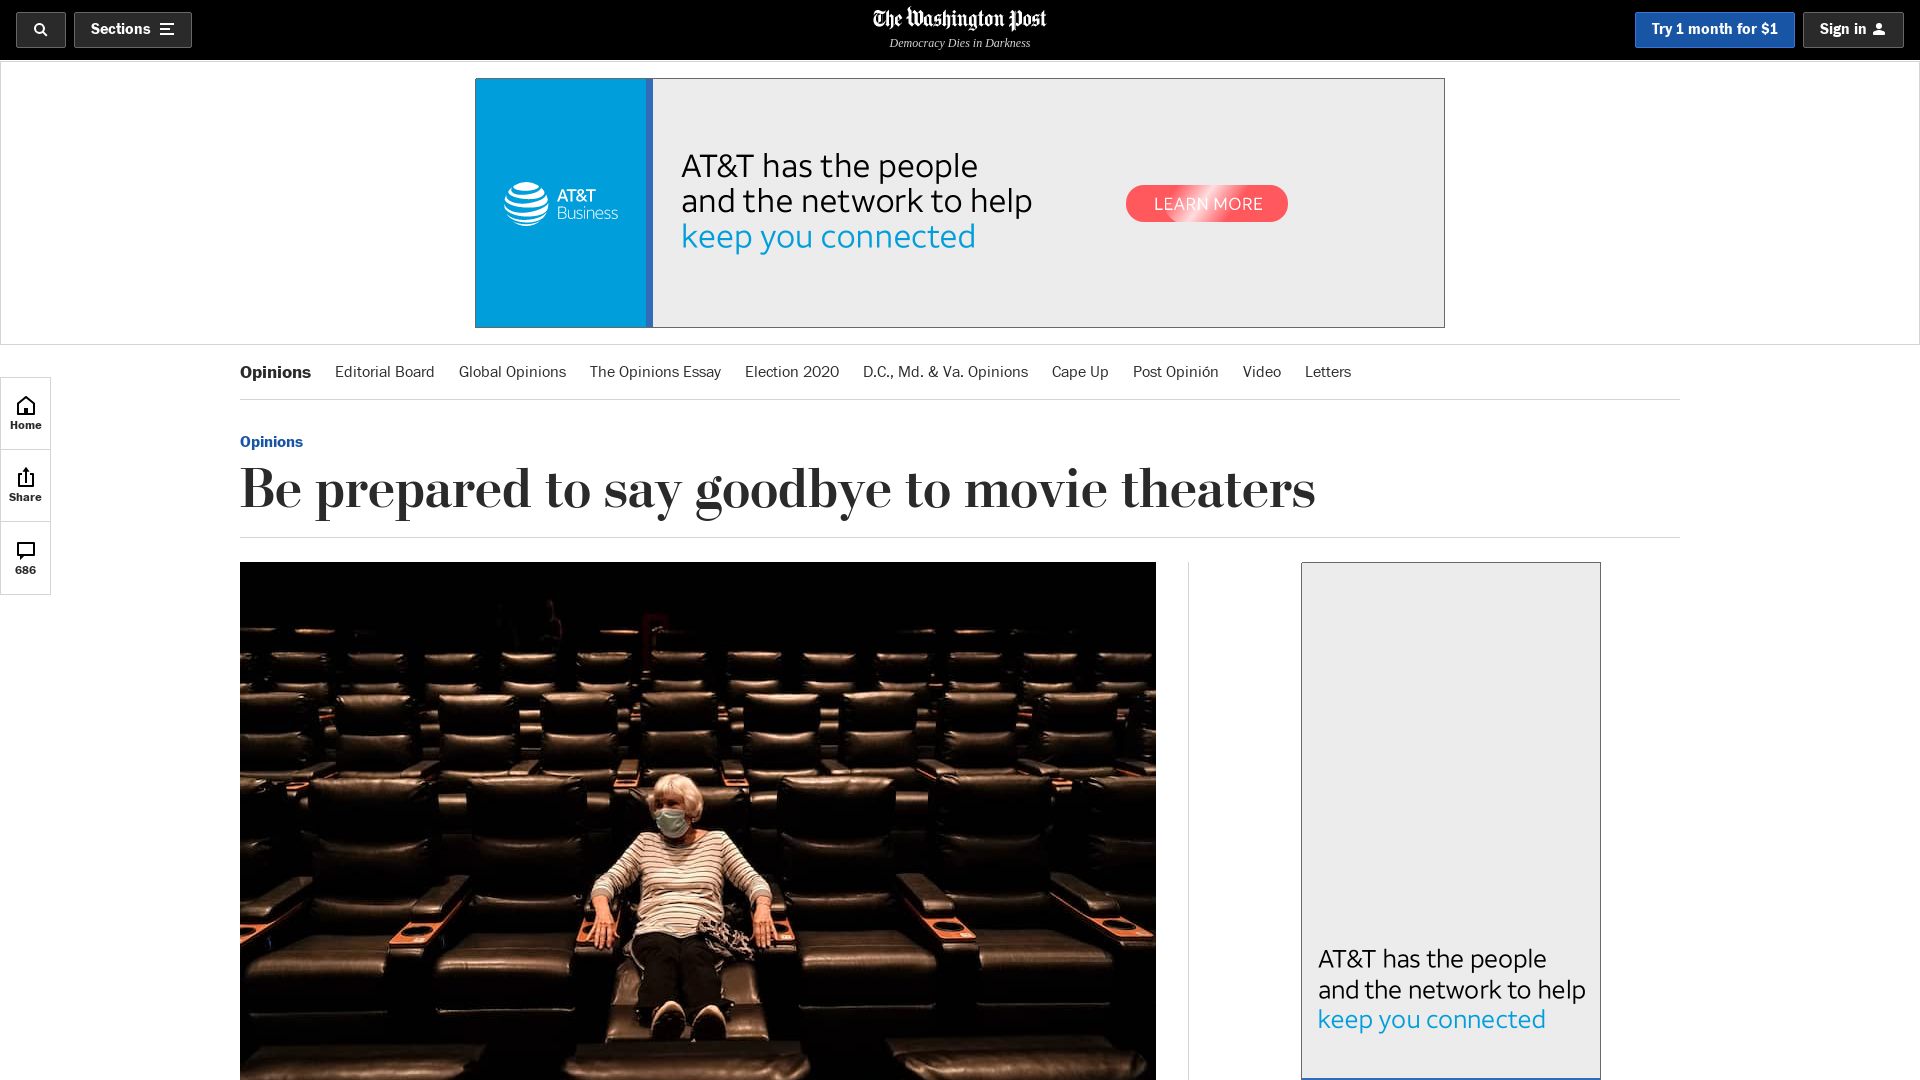 Sections
The Washington Post
Democracy Dies in Darkness
Try 1 month for $1
Sign in
AT&T
Business
AT&T has the people
and the network to help
keep you connected
LEARN MORE
Opinions
Editorial Board
Global Opinions
The Opinions Essay
Election 2020
D.C., Md. & Va. Opinions
Cape Up
Post Opinión
Video
Letters
Home
Share
686
Opinions
Be prepared to say goodbye to movie theaters
AT&T has the people
and the network to help
keep you connected